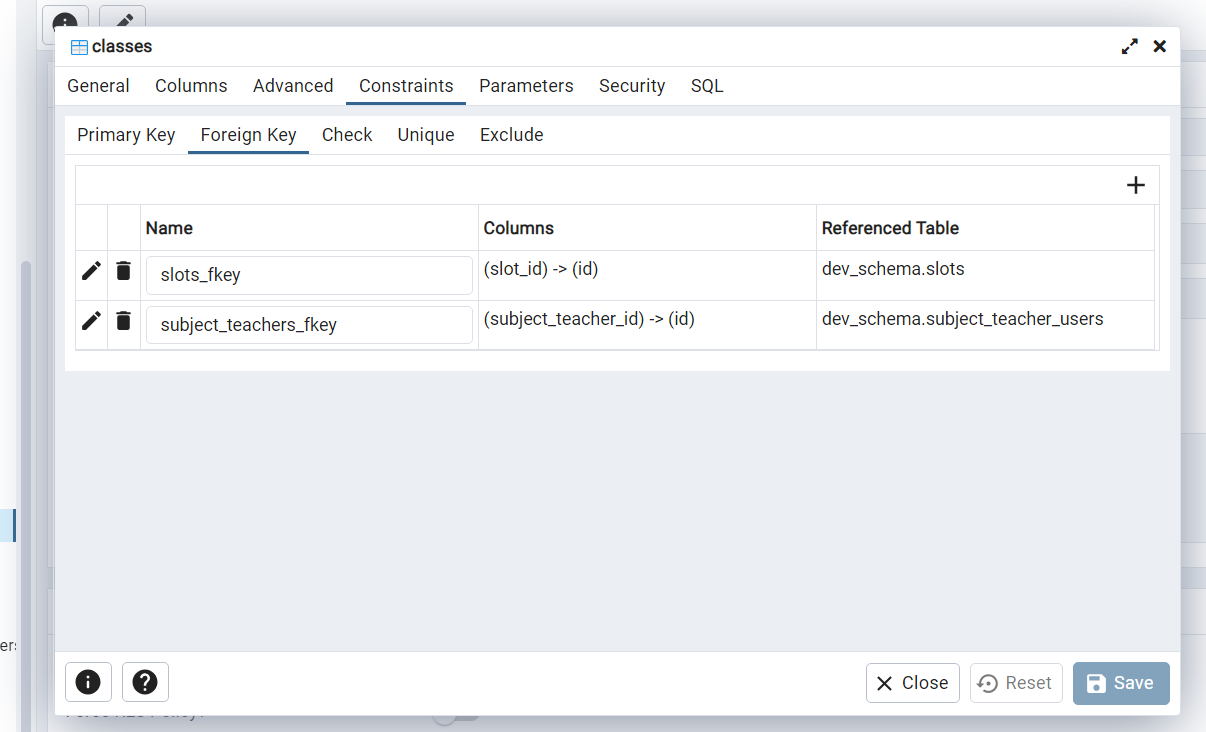 classes
General Columns Advanced Constraints Parameters Security SQL
Primary Key Foreign Key Check Unique Exclude
Name Columns Referenced Table
slots_fkey (slot_id) -> (id) dev_schema.slots
subject_teachers_fkey (subject_teacher_id) -> (id) dev_schema.subject_teacher_users
Close Reset Save